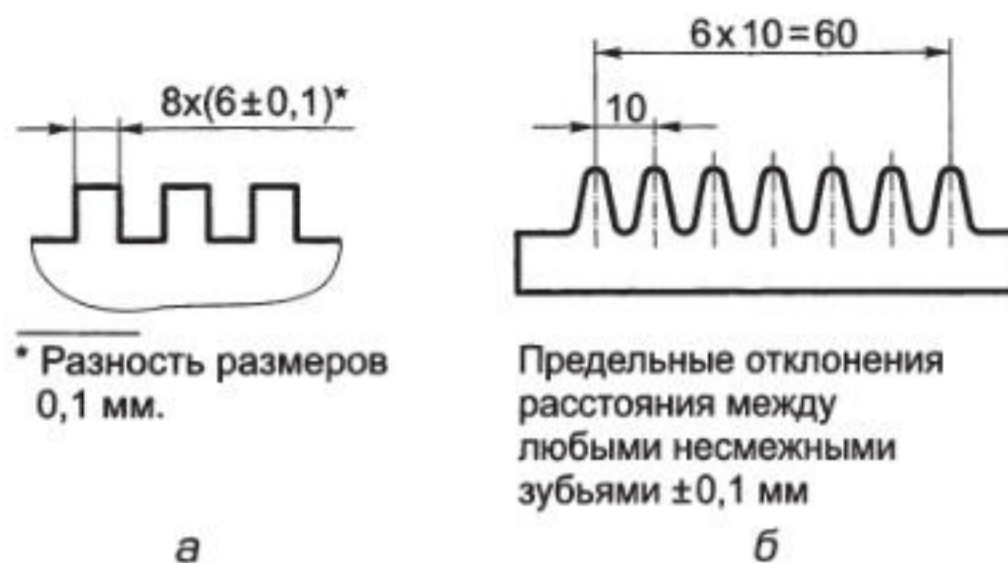 8х(6±0,1)*
* Разность размеров
0,1 мм.
а
6х10=60
10
Предельные отклонения
расстояния между
любыми несмежными
зубьями ±0,1 мм
б